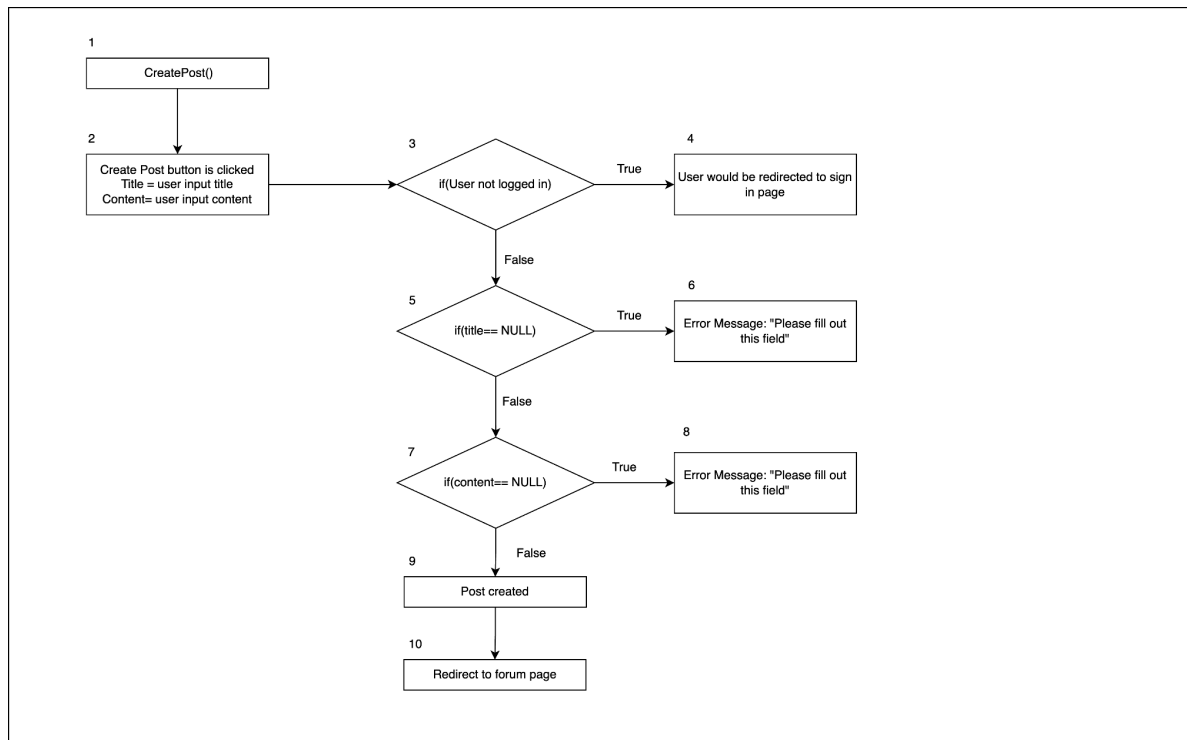 1
CreatePost()
2
Create Post button is clicked
Title = user input title
Content= user input content
3
if(User not logged in)
True
4
User would be redirected to sign
in page
False
5
if(title== NULL)
True
6
Error Message: "Please fill out
this field"
False
7
if(content== NULL)
True
8
Error Message: "Please fill out
this field"
False
9
Post created
10
Redirect to forum page